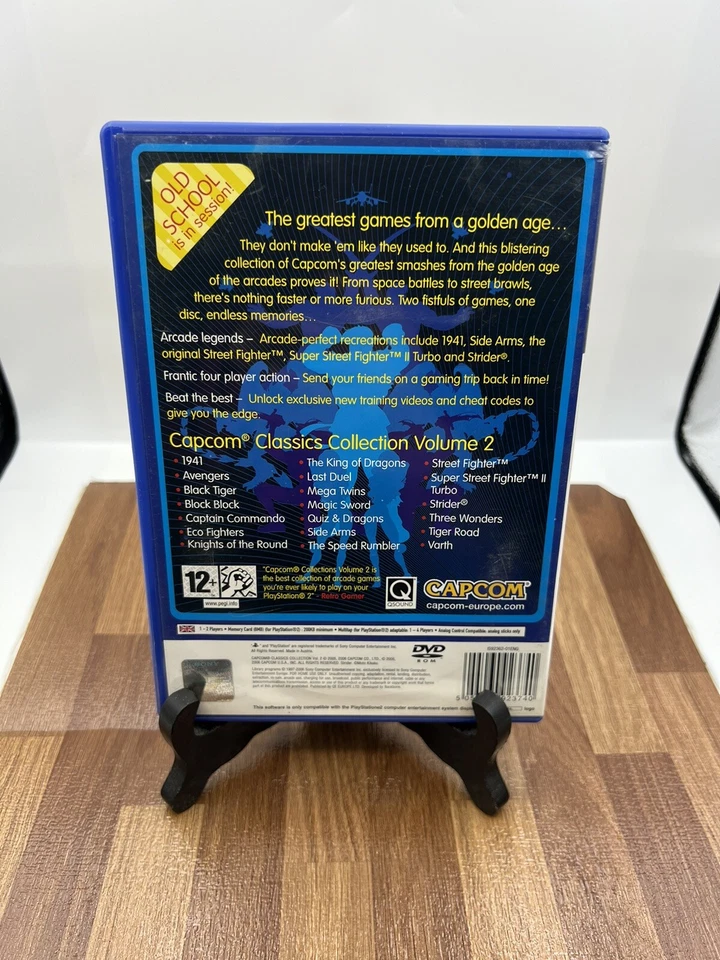 OLD
SCHOOL
is in session!
The greatest games from a golden age...
They don't make 'em like they used to. And this blistering
collection of Capcom's greatest smashes from the golden age
of the arcades proves it! From space battles to street brawls,
there's nothing faster or more furious. Two fistfuls of games, one
disc, endless memories...
Arcade legends – Arcade-perfect recreations include 1941, Side Arms, the
original Street Fighter™, Super Street Fighter™ II Turbo and Strider®.
Frantic four player action – Send your friends on a gaming trip back in time!
Beat the best – Unlock exclusive new training videos and cheat codes to
give you the edge.
Capcom® Classics Collection Volume 2
• 1941
• Avengers
• Black Tiger
• Block Block
• Captain Commando
• Eco Fighters
• Knights of the Round
• The King of Dragons
• Last Duel
• Mega Twins
• Magic Sword
• Quiz & Dragons
• Side Arms
• The Speed Rumbler
• Street Fighter™
• Super Street Fighter™ II
Turbo
• Strider®
• Three Wonders
• Tiger Road
• Varth
12+
www.pegi.info
"Capcom® Collections Volume 2 is
the best collection of arcade games
you're ever likely to play on your
PlayStation® 2" - Retro Gamer
Q
QSOUND
CAPCOM®
capcom-europe.com
DVD
ROM
This software is only compatible with the PlayStation2 computer entertainment system